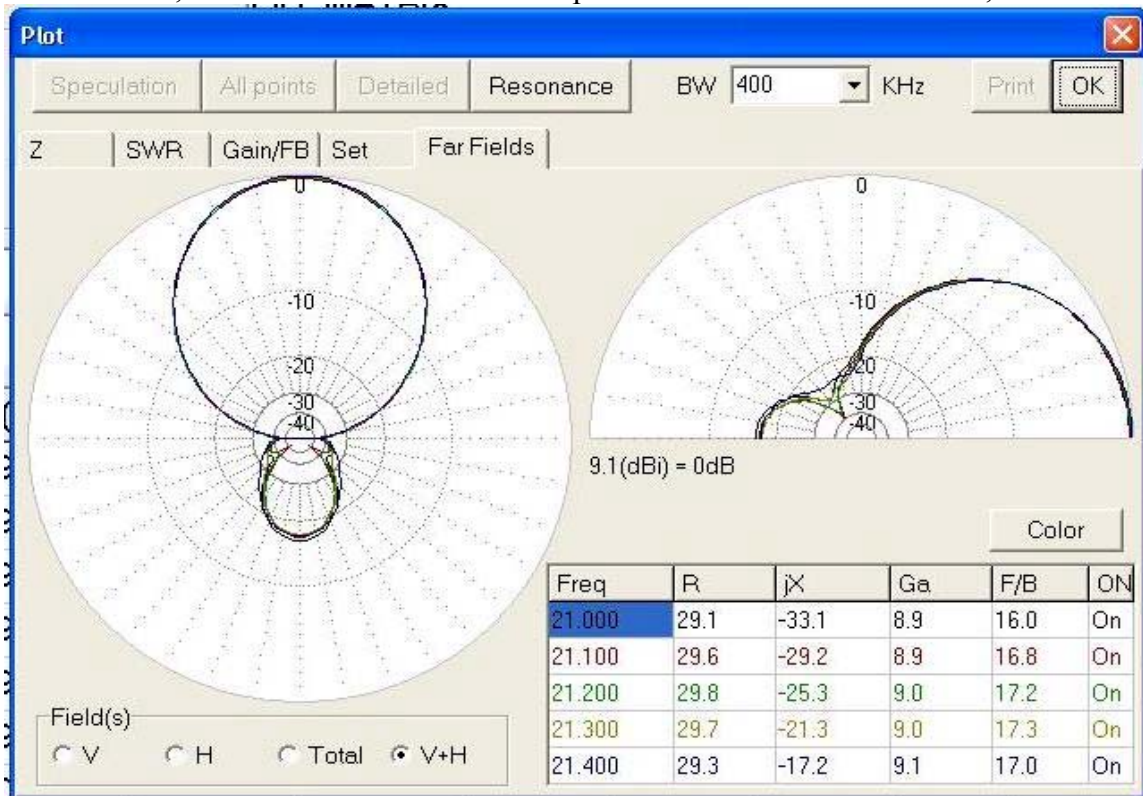 Plot
Speculation All points Detailed Resonance BW 400 KHz Print OK
Z SWR Gain/FB Set Far Fields
0
-10
-20
-30
-40
0
-10
-20
-30
-40
9.1(dBi) = 0dB
Color
Freq R jX Ga F/B ON
21.000 29.1 -33.1 8.9 16.0 On
21.100 29.6 -29.2 8.9 16.8 On
21.200 29.8 -25.3 9.0 17.2 On
21.300 29.7 -21.3 9.0 17.3 On
21.400 29.3 -17.2 9.1 17.0 On
Field(s)
V H Total V+H